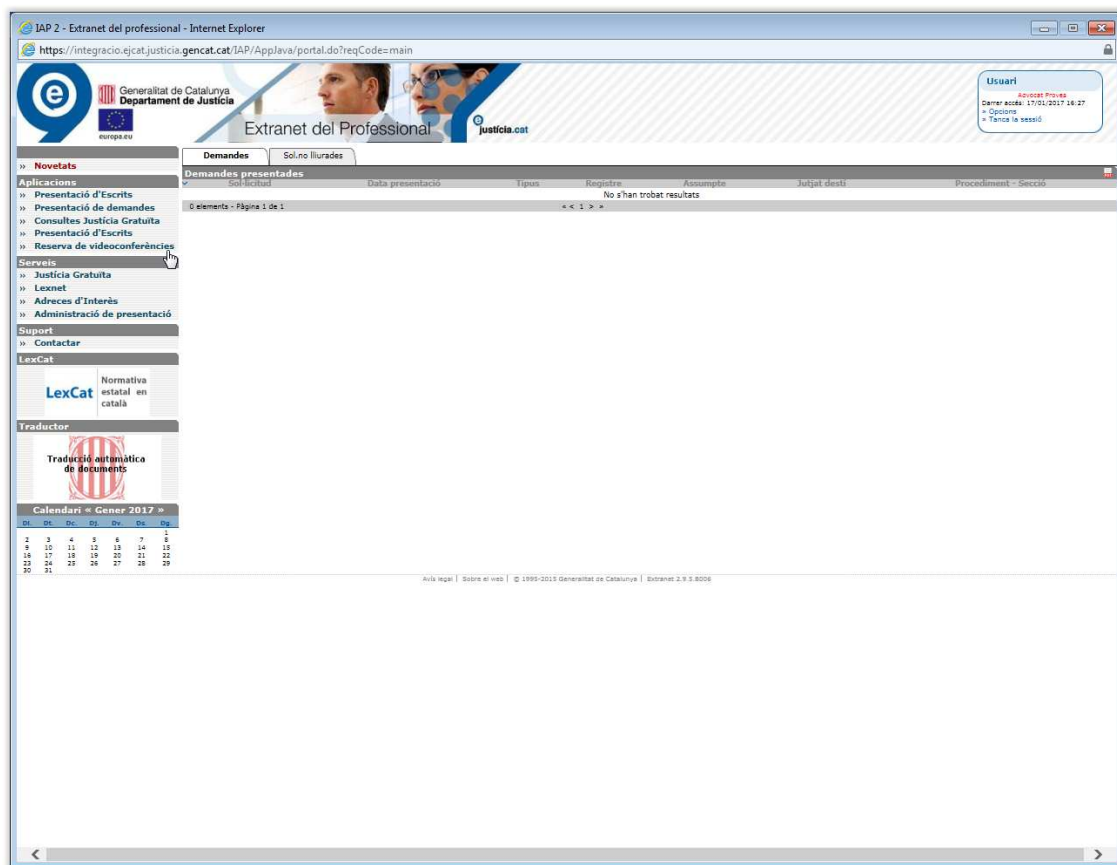 IAP 2 - Extranet del professional - Internet Explorer
https://integracio.ejcat.justicia.gencat.cat/IAP/AppJava/portal.do?reqCode=main
e
Generalitat de Catalunya
Departament de Justícia
europa.eu
Extranet del Professional
e
justícia.cat
Usuari
Advocat Proves
Darrer accés: 17/01/2017 16:27
» Opcions
» Tanca la sessió
» Novetats
Aplicacions
» Presentació d'Escrits
» Presentació de demandes
» Consultes Justícia Gratuïta
» Presentació d'Escrits
» Reserva de videoconferències
Serveis
» Justícia Gratuïta
» Lexnet
» Adreces d'Interès
» Administració de presentació
Suport
» Contactar
LexCat
LexCat
Normativa
estatal en
català
Traductor
Traducció automàtica
de documents
Calendari « Gener 2017 »
Dl. Dt. Dc. Dj. Dv. Ds. Dg.
1
2 3 4 5 6 7 8
9 10 11 12 13 14 15
16 17 18 19 20 21 22
23 24 25 26 27 28 29
30 31
Demandes Sol.no lliurades
Demandes presentades
Sol·licitud Data presentació Tipus Registre Assumpte Jutjat destí Procediment - Secció
No s'han trobat resultats
0 elements - Pàgina 1 de 1 « < 1 > »
Avís legal | Sobre el web | © 1995-2015 Generalitat de Catalunya | Extranet 2.9.5.8006